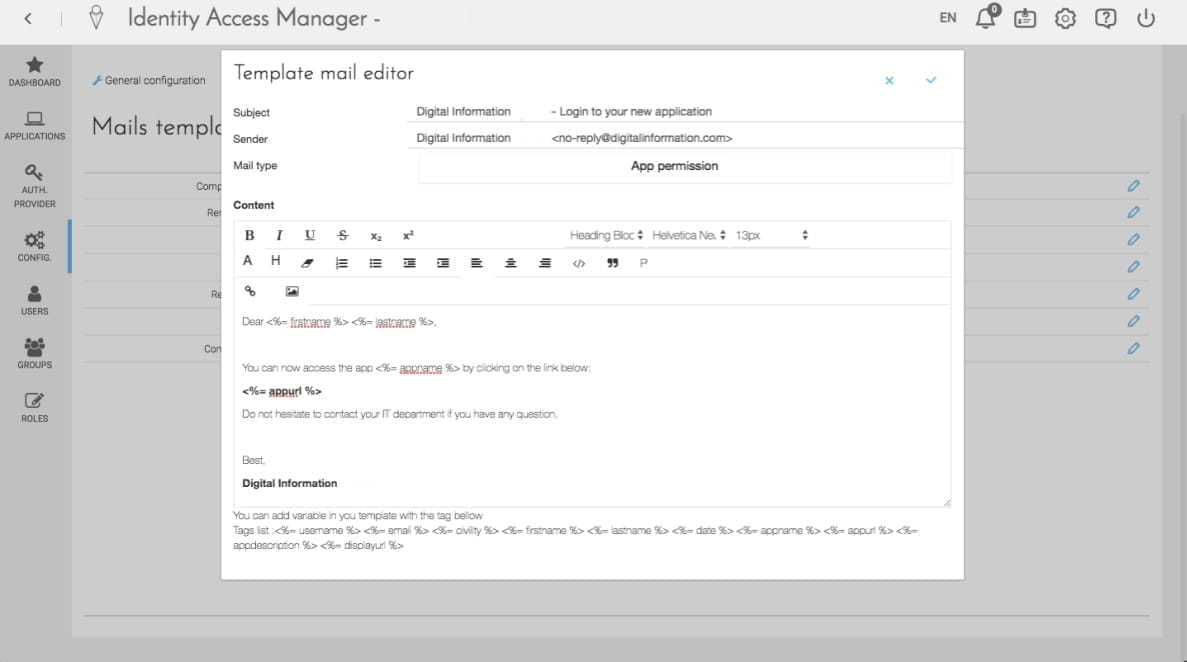 Identity Access Manager -
EN
0
DASHBOARD
APPLICATIONS
AUTH.
PROVIDER
CONFIG.
USERS
GROUPS
ROLES
General configuration
Mails templa
Comp
Rer
Re
Con
Template mail editor
Subject Digital Information - Login to your new application
Sender Digital Information <no-reply@digitalinformation.com>
Mail type App permission
Content
B I U S x₂ x² Heading Bloc Helvetica Neu 13px
A H </> " P
Dear <%= firstname %> <%= lastname %>,
You can now access the app <%= appname %> by clicking on the link below:
<%= appurl %>
Do not hesitate to contact your IT department if you have any question,
Best,
Digital Information
You can add variable in you template with the tag bellow
Tags list :<%= username %> <%= email %> <%= civility %> <%= firstname %> <%= lastname %> <%= date %> <%= appname %> <%= appurl %> <%=
appdescription %> <%= displayurl %>